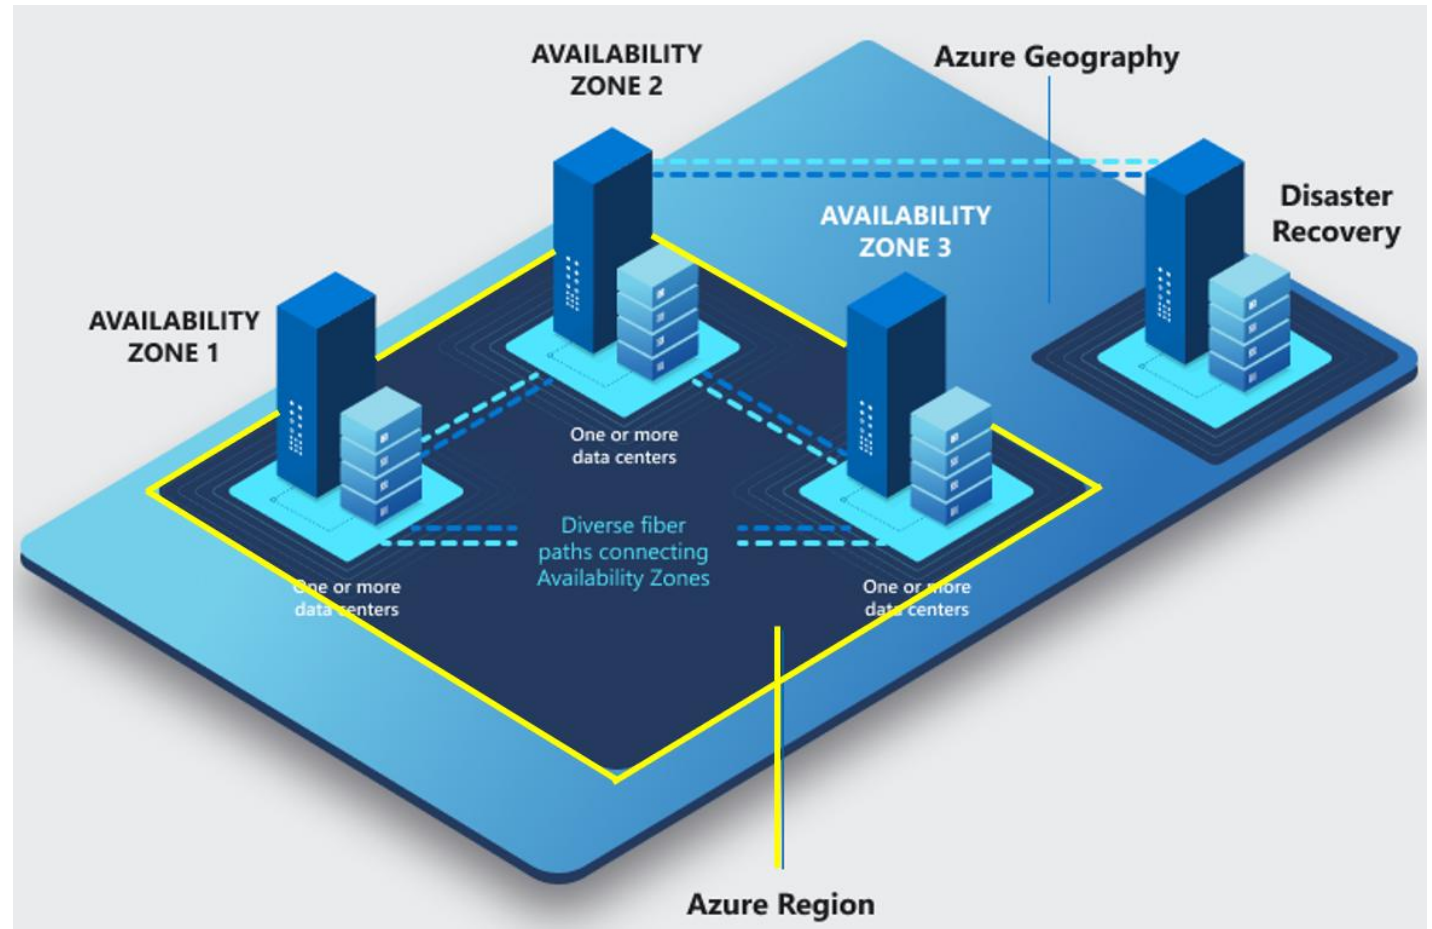 AVAILABILITY
ZONE 2
Azure Geography
Disaster
Recovery
AVAILABILITY
ZONE 3
AVAILABILITY
ZONE 1
One or more
data centers
Diverse fiber
paths connecting
Availability Zones
One or more
data centers
One or more
data centers
Azure Region